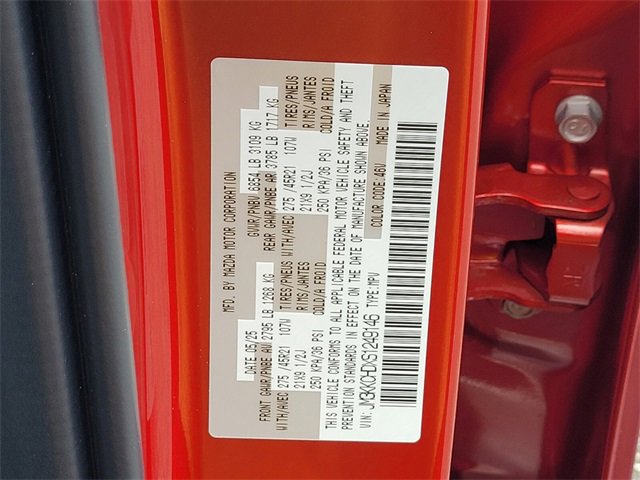 MFD. BY MAZDA MOTOR CORPORATION
DATE 05/25 GVWR/PNBV 6854 LB 3109 KG
FRONT GAWR/PNBE AV 2796 LB 1268 KG REAR GAWR/PNBE AR 3785 LB 1717 KG
WITH/AVEC TIRES/PNEUS WITH/AVEC TIRES/PNEUS
275 /45R21 107W RIMS/JANTES 275 /45R21 107W RIMS/JANTES
21X9 1/2J COLD/A FROID 21X9 1/2J COLD/A FROID
250 KPA/36 PSI 250 KPA/36 PSI
THIS VEHICLE CONFORMS TO ALL APPLICABLE FEDERAL MOTOR VEHICLE SAFETY AND THEFT
PREVENTION STANDARDS IN EFFECT ON THE DATE OF MANUFACTURE SHOWN ABOVE.
VIN: JM3KKCHDXS1249146 TYPE:MPV COLOR CODE:46V MADE IN JAPAN